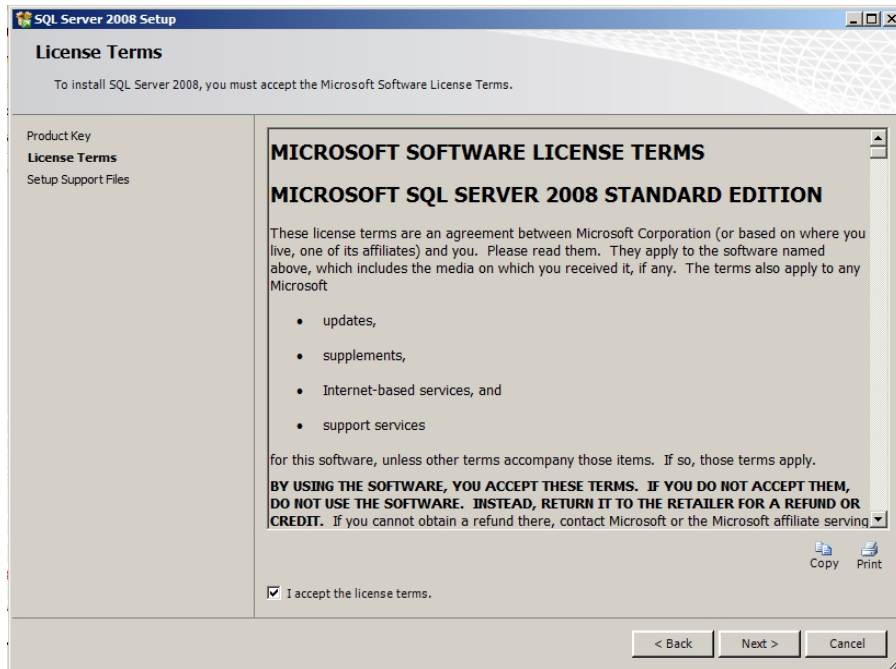 SQL Server 2008 Setup
License Terms
To install SQL Server 2008, you must accept the Microsoft Software License Terms.
Product Key
License Terms
Setup Support Files
MICROSOFT SOFTWARE LICENSE TERMS
MICROSOFT SQL SERVER 2008 STANDARD EDITION
These license terms are an agreement between Microsoft Corporation (or based on where you
live, one of its affiliates) and you.  Please read them.  They apply to the software named
above, which includes the media on which you received it, if any.  The terms also apply to any
Microsoft
• updates,
• supplements,
• Internet-based services, and
• support services
for this software, unless other terms accompany those items.  If so, those terms apply.
BY USING THE SOFTWARE, YOU ACCEPT THESE TERMS.  IF YOU DO NOT ACCEPT THEM,
DO NOT USE THE SOFTWARE.  INSTEAD, RETURN IT TO THE RETAILER FOR A REFUND OR
CREDIT.  If you cannot obtain a refund there, contact Microsoft or the Microsoft affiliate serving
Copy Print
I accept the license terms.
< Back Next > Cancel